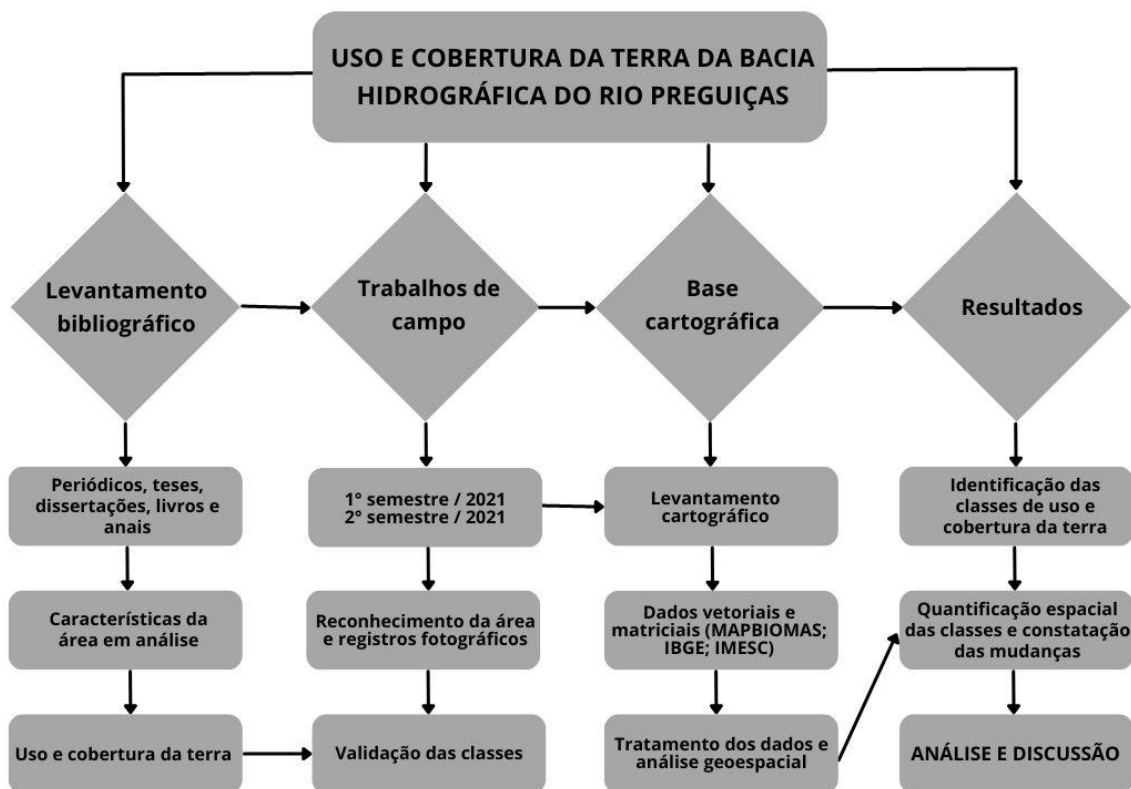 USO E COBERTURA DA TERRA DA BACIA
HIDROGRÁFICA DO RIO PREGUIÇAS
Levantamento
bibliográfico
Trabalhos de
campo
Base
cartográfica
Resultados
Periódicos, teses,
dissertações, livros e
anais
1° semestre / 2021
2° semestre / 2021
Levantamento
cartográfico
Identificação das
classes de uso e
cobertura da terra
Características da
área em análise
Reconhecimento da área
e registros fotográficos
Dados vetoriais e
matriciais (MAPBIOMAS;
IBGE; IMESC)
Quantificação espacial
das classes e constatação
das mudanças
Uso e cobertura da terra
Validação das classes
Tratamento dos dados e
análise geoespacial
ANÁLISE E DISCUSSÃO